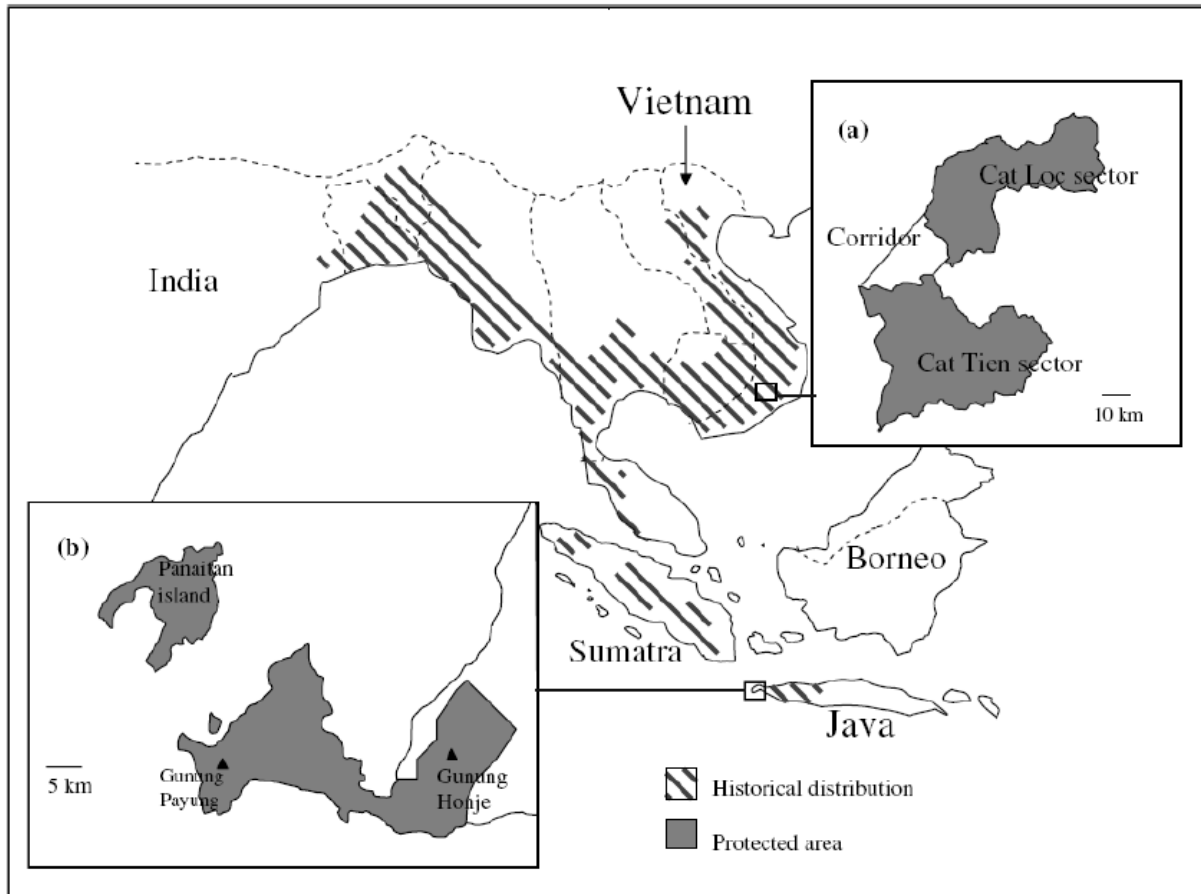 Vietnam
(a)
Cat Loc sector
Corridor
India
Cat Tien sector
10 km
(b)
Panaitan
island
Borneo
Sumatra
Java
5 km
Gunung
Payung
Gunung
Honje
Historical distribution
Protected area